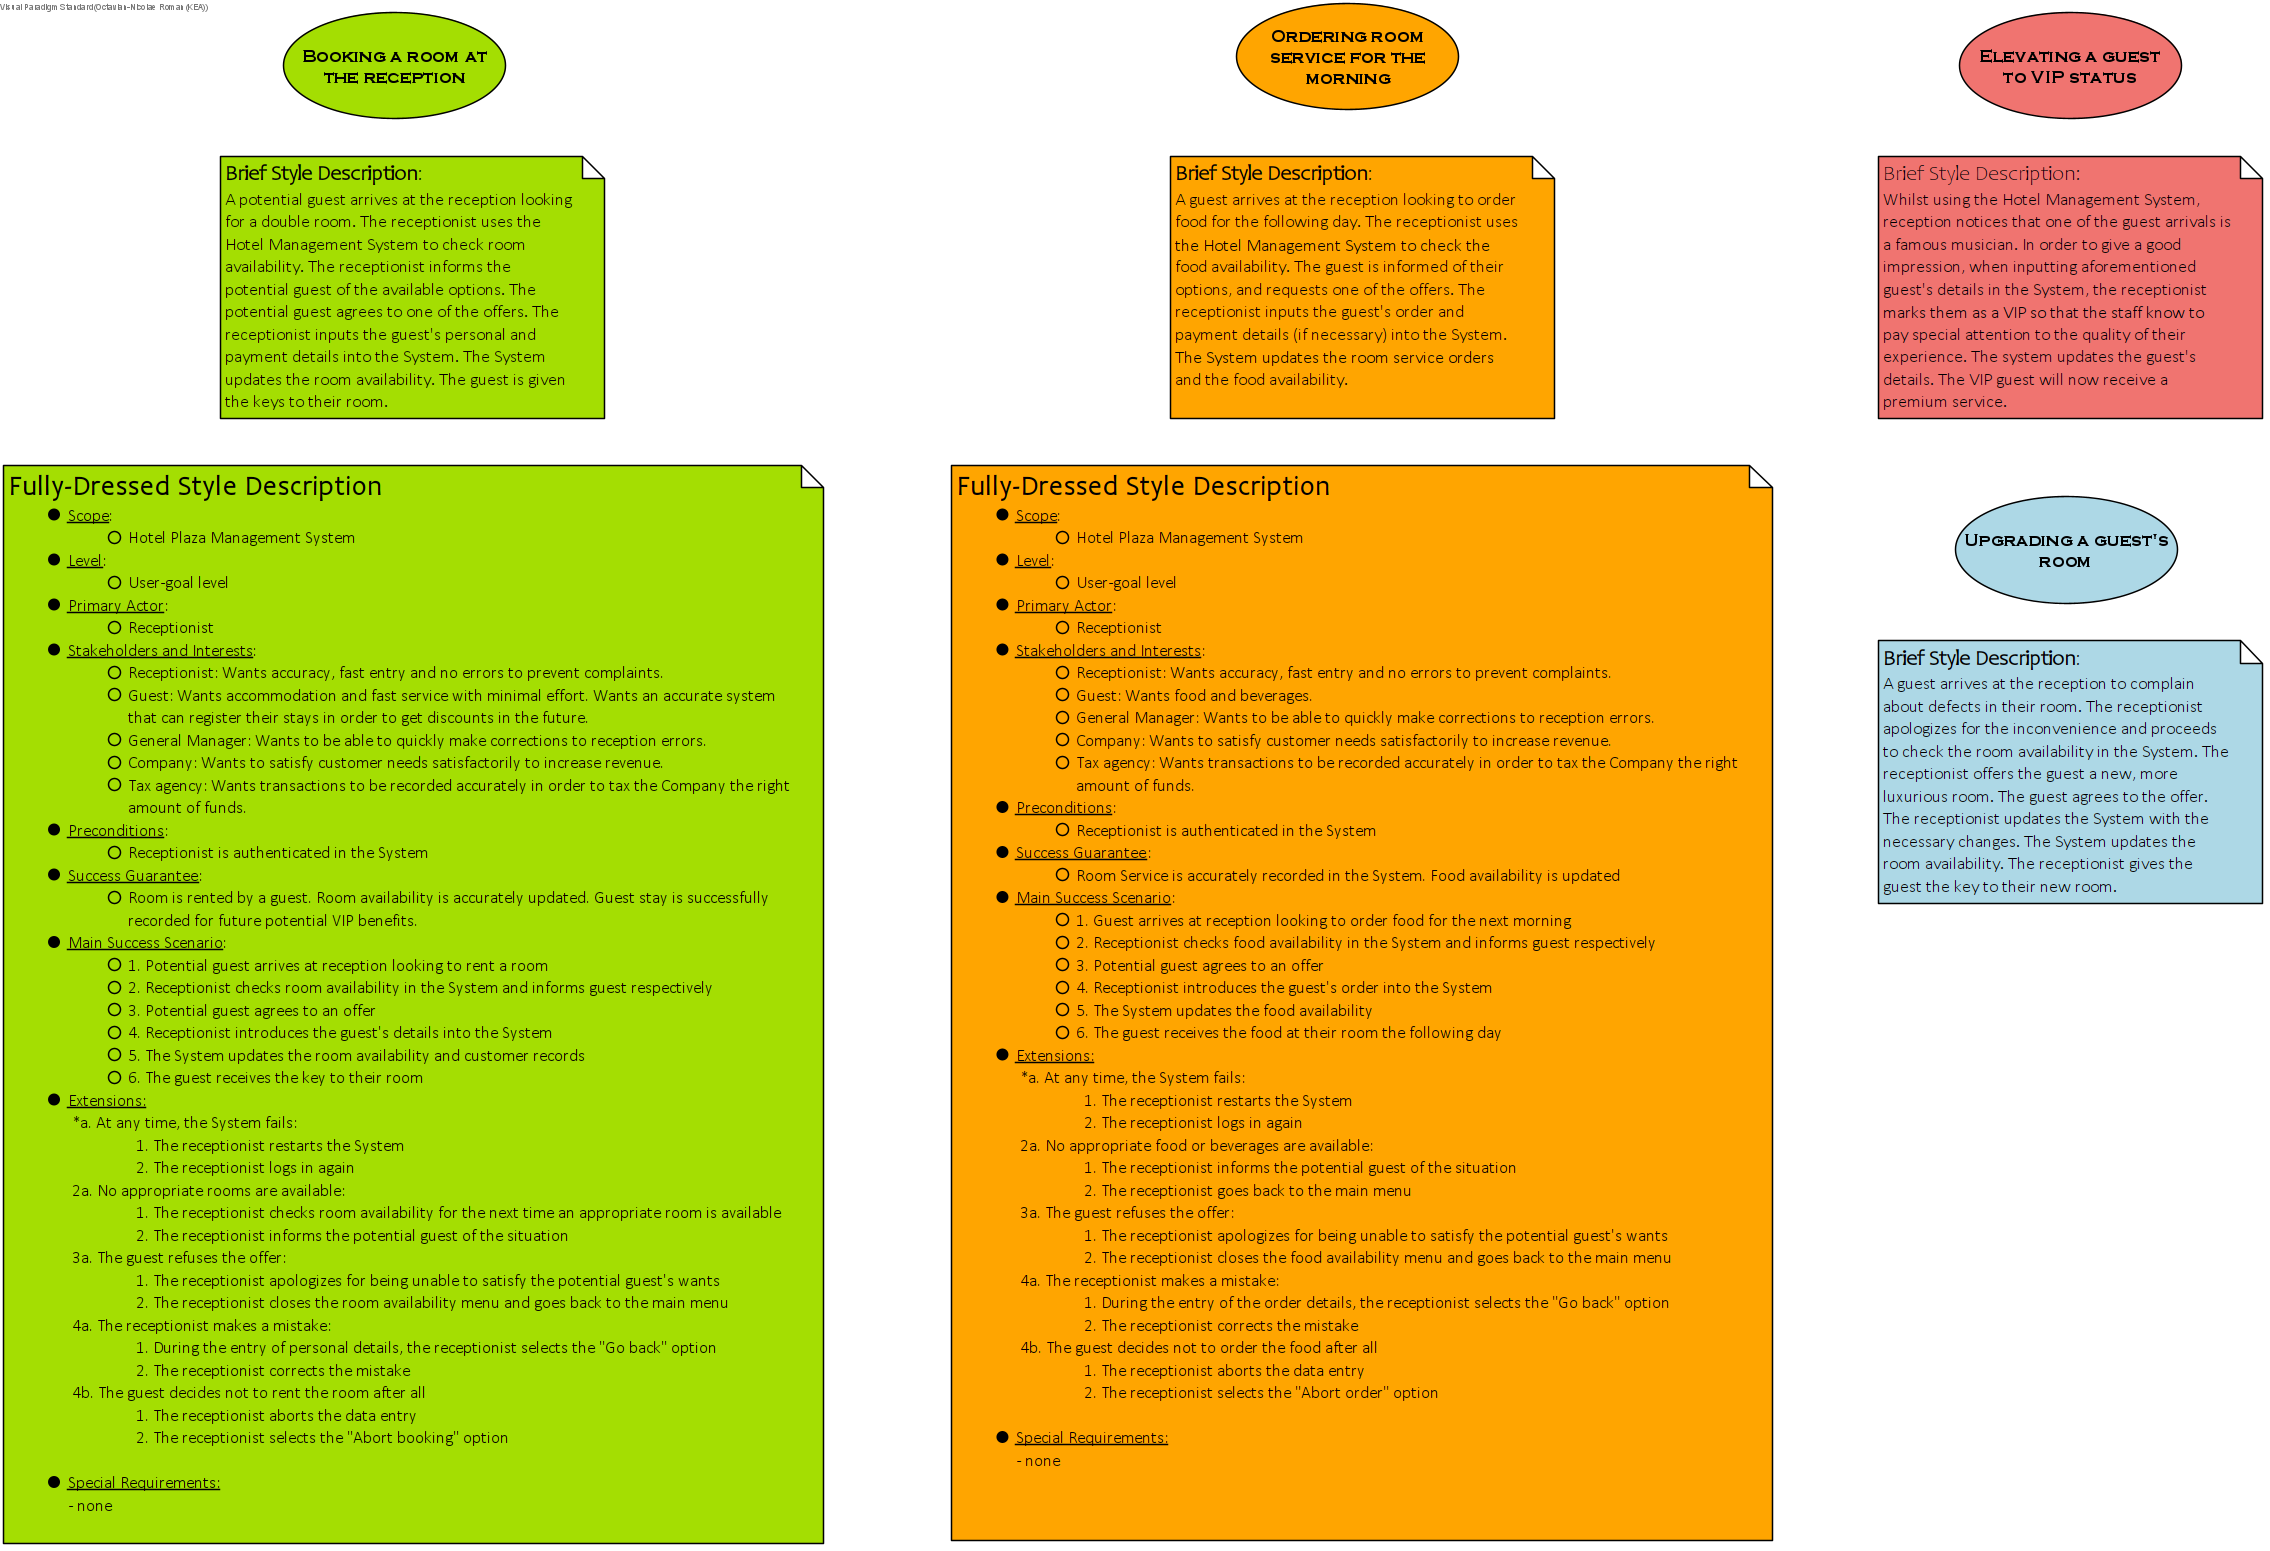 Visual Paradigm Standard(Octavian-Nicolae Roman(KEA))
Booking a room at
the reception
Brief Style Description:
A potential guest arrives at the reception looking
for a double room. The receptionist uses the
Hotel Management System to check room
availability. The receptionist informs the
potential guest of the available options. The
potential guest agrees to one of the offers. The
receptionist inputs the guest's personal and
payment details into the System. The System
updates the room availability. The guest is given
the keys to their room.
Fully-Dressed Style Description
● Scope:
○ Hotel Plaza Management System
● Level:
○ User-goal level
● Primary Actor:
○ Receptionist
● Stakeholders and Interests:
○ Receptionist: Wants accuracy, fast entry and no errors to prevent complaints.
○ Guest: Wants accommodation and fast service with minimal effort. Wants an accurate system
that can register their stays in order to get discounts in the future.
○ General Manager: Wants to be able to quickly make corrections to reception errors.
○ Company: Wants to satisfy customer needs satisfactorily to increase revenue.
○ Tax agency: Wants transactions to be recorded accurately in order to tax the Company the right
amount of funds.
● Preconditions:
○ Receptionist is authenticated in the System
● Success Guarantee:
○ Room is rented by a guest. Room availability is accurately updated. Guest stay is successfully
recorded for future potential VIP benefits.
● Main Success Scenario:
○ 1. Potential guest arrives at reception looking to rent a room
○ 2. Receptionist checks room availability in the System and informs guest respectively
○ 3. Potential guest agrees to an offer
○ 4. Receptionist introduces the guest's details into the System
○ 5. The System updates the room availability and customer records
○ 6. The guest receives the key to their room
● Extensions:
*a. At any time, the System fails:
1. The receptionist restarts the System
2. The receptionist logs in again
2a. No appropriate rooms are available:
1. The receptionist checks room availability for the next time an appropriate room is available
2. The receptionist informs the potential guest of the situation
3a. The guest refuses the offer:
1. The receptionist apologizes for being unable to satisfy the potential guest's wants
2. The receptionist closes the room availability menu and goes back to the main menu
4a. The receptionist makes a mistake:
1. During the entry of personal details, the receptionist selects the "Go back" option
2. The receptionist corrects the mistake
4b. The guest decides not to rent the room after all
1. The receptionist aborts the data entry
2. The receptionist selects the "Abort booking" option
● Special Requirements:
- none
Ordering room
service for the
morning
Brief Style Description:
A guest arrives at the reception looking to order
food for the following day. The receptionist uses
the Hotel Management System to check the
food availability. The guest is informed of their
options, and requests one of the offers. The
receptionist inputs the guest's order and
payment details (if necessary) into the System.
The System updates the room service orders
and the food availability.
Fully-Dressed Style Description
● Scope:
○ Hotel Plaza Management System
● Level:
○ User-goal level
● Primary Actor:
○ Receptionist
● Stakeholders and Interests:
○ Receptionist: Wants accuracy, fast entry and no errors to prevent complaints.
○ Guest: Wants food and beverages.
○ General Manager: Wants to be able to quickly make corrections to reception errors.
○ Company: Wants to satisfy customer needs satisfactorily to increase revenue.
○ Tax agency: Wants transactions to be recorded accurately in order to tax the Company the right
amount of funds.
● Preconditions:
○ Receptionist is authenticated in the System
● Success Guarantee:
○ Room Service is accurately recorded in the System. Food availability is updated
● Main Success Scenario:
○ 1. Guest arrives at reception looking to order food for the next morning
○ 2. Receptionist checks food availability in the System and informs guest respectively
○ 3. Potential guest agrees to an offer
○ 4. Receptionist introduces the guest's order into the System
○ 5. The System updates the food availability
○ 6. The guest receives the food at their room the following day
● Extensions:
*a. At any time, the System fails:
1. The receptionist restarts the System
2. The receptionist logs in again
2a. No appropriate food or beverages are available:
1. The receptionist informs the potential guest of the situation
2. The receptionist goes back to the main menu
3a. The guest refuses the offer:
1. The receptionist apologizes for being unable to satisfy the potential guest's wants
2. The receptionist closes the food availability menu and goes back to the main menu
4a. The receptionist makes a mistake:
1. During the entry of the order details, the receptionist selects the "Go back" option
2. The receptionist corrects the mistake
4b. The guest decides not to order the food after all
1. The receptionist aborts the data entry
2. The receptionist selects the "Abort order" option
● Special Requirements:
- none
Elevating a guest
to VIP status
Brief Style Description:
Whilst using the Hotel Management System,
reception notices that one of the guest arrivals is
a famous musician. In order to give a good
impression, when inputting aforementioned
guest's details in the System, the receptionist
marks them as a VIP so that the staff know to
pay special attention to the quality of their
experience. The system updates the guest's
details. The VIP guest will now receive a
premium service.
Upgrading a guest's
room
Brief Style Description:
A guest arrives at the reception to complain
about defects in their room. The receptionist
apologizes for the inconvenience and proceeds
to check the room availability in the System. The
receptionist offers the guest a new, more
luxurious room. The guest agrees to the offer.
The receptionist updates the System with the
necessary changes. The System updates the
room availability. The receptionist gives the
guest the key to their new room.